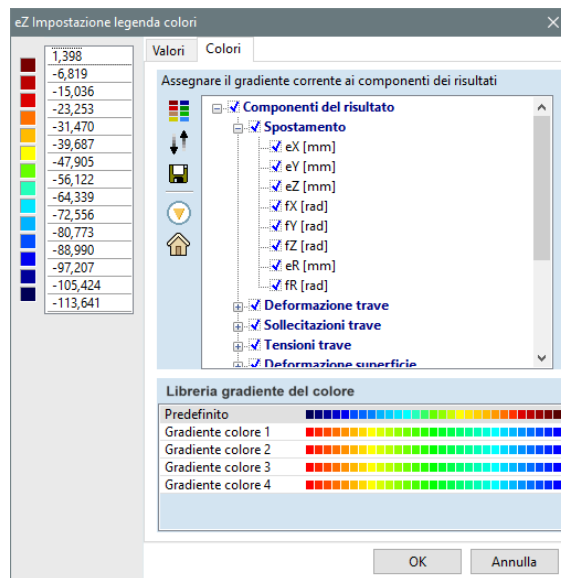 eZ Impostazione legenda colori
1,398
-6,819
-15,036
-23,253
-31,470
-39,687
-47,905
-56,122
-64,339
-72,556
-80,773
-88,990
-97,207
-105,424
-113,641
Valori Colori
Assegnare il gradiente corrente ai componenti dei risultati
Componenti del risultato
Spostamento
eX [mm]
eY [mm]
eZ [mm]
fX [rad]
fY [rad]
fZ [rad]
eR [mm]
fR [rad]
Deformazione trave
Sollecitazioni trave
Tensioni trave
Deformazione superficie
Libreria gradiente del colore
Predefinito
Gradiente colore 1
Gradiente colore 2
Gradiente colore 3
Gradiente colore 4
OK Annulla